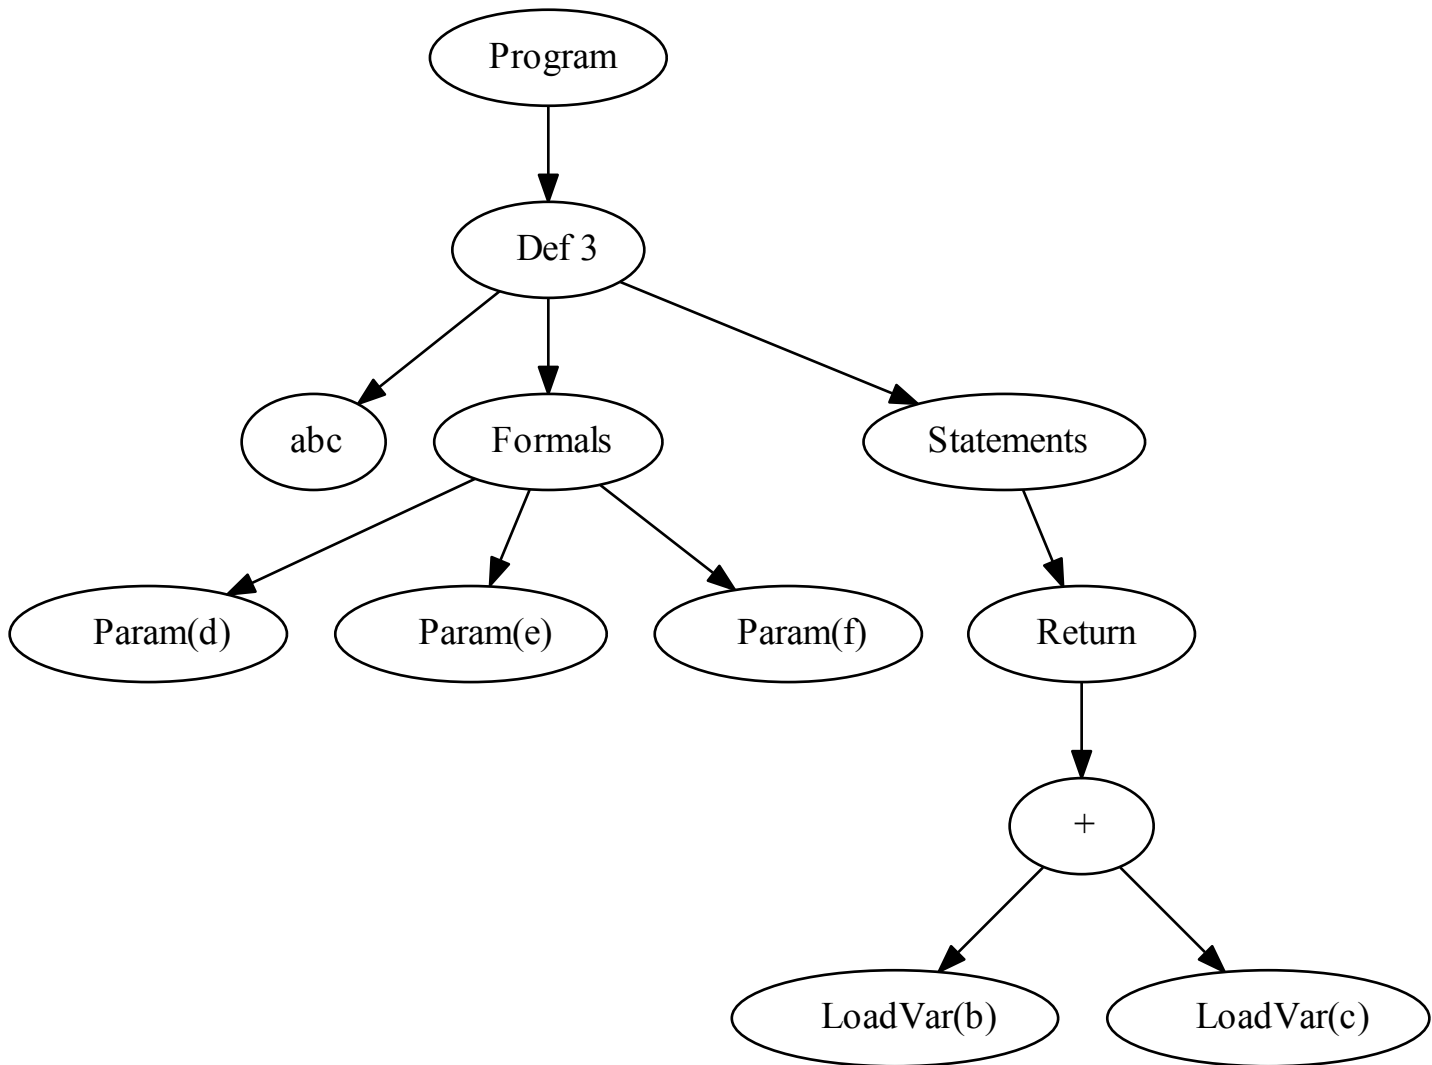 Program
Def 3
abc
Formals
Statements
Param(d)
Param(e)
Param(f)
Return
+
LoadVar(b)
LoadVar(c)